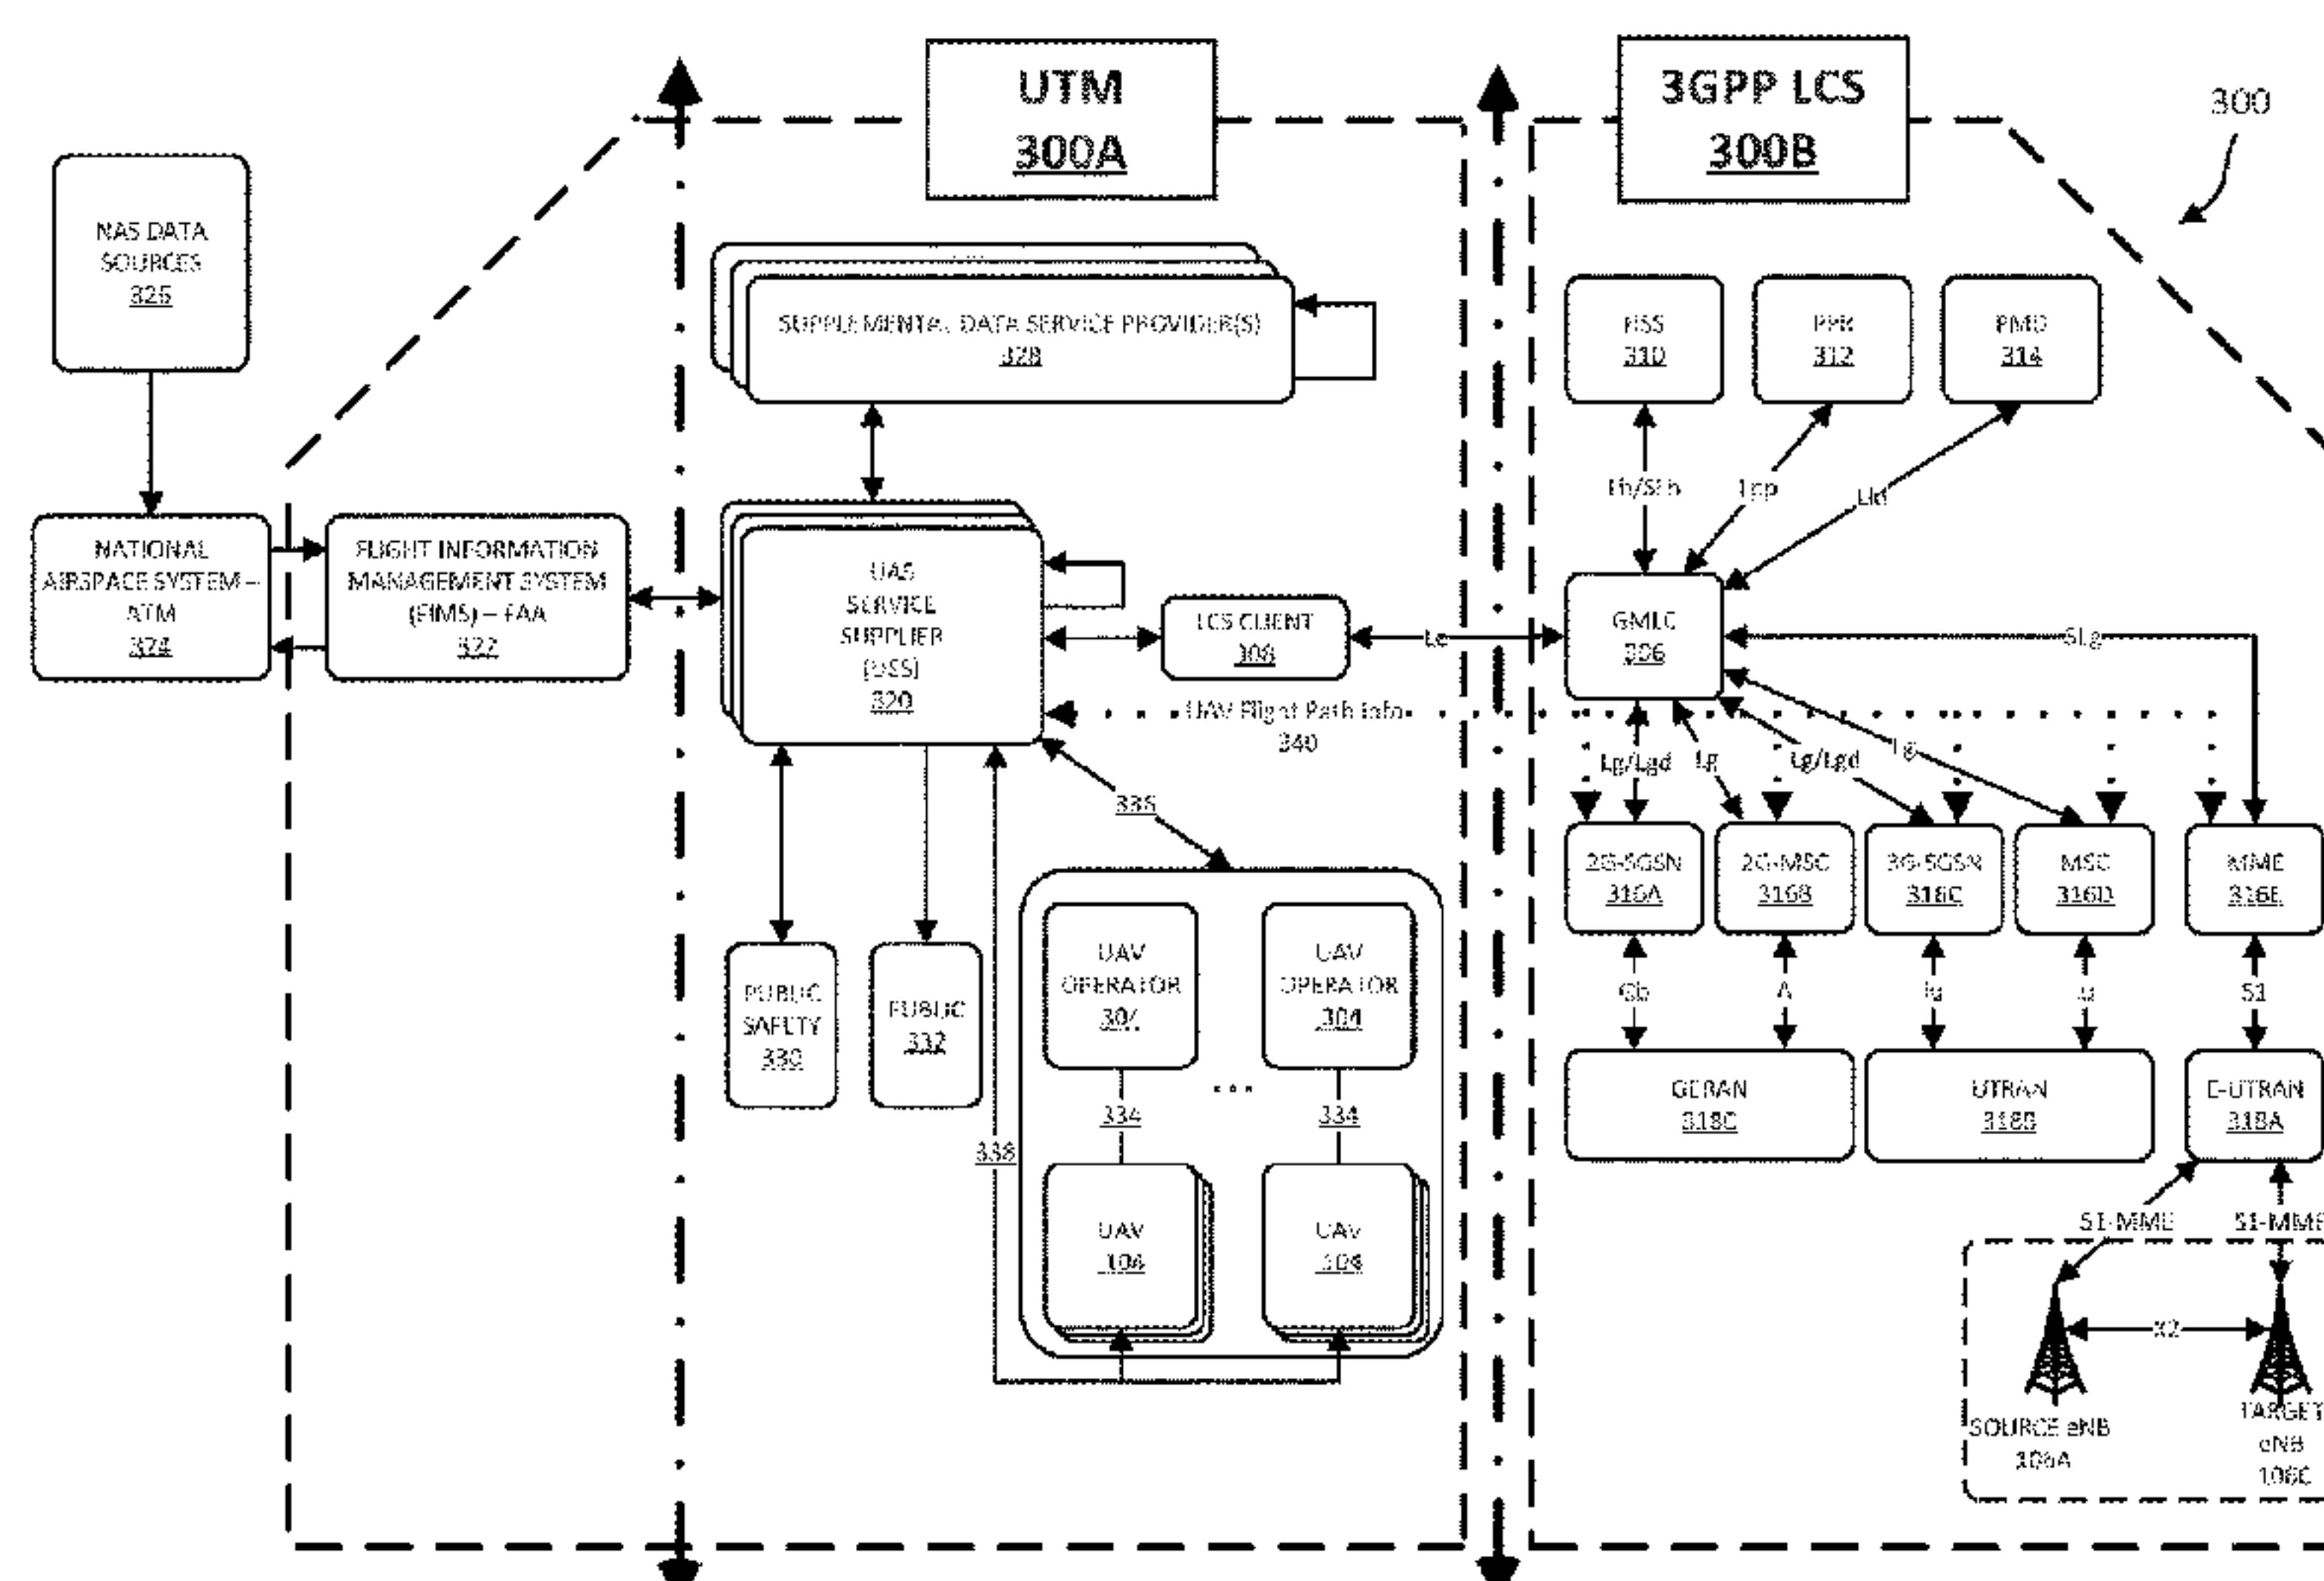 UTM
300A
3GPP LCS
300B
300
NAS DATA
SOURCES
326
SUPPLEMENTAL DATA SERVICE PROVIDER(S)
328
HSS
310
PPR
312
PMD
314
Lh/SLh
Lpp
Lid
NATIONAL
AIRSPACE SYSTEM –
ATM
324
FLIGHT INFORMATION
MANAGEMENT SYSTEM
(FIMS) – FAA
322
UAS
SERVICE
SUPPLIER
(USS)
320
LCS CLIENT
308
Le
GMLC
306
SLg
UAV Flight Path Info
340
Lg/Lgd
Lg
Lg/Lgd
Lg
336
2G-SGSN
316A
2G-MSC
316B
3G-SGSN
316C
MSC
316D
MME
316E
PUBLIC
SAFETY
330
PUBLIC
332
UAV
OPERATOR
304
UAV
OPERATOR
304
...
Gb
A
Iu
Iu
S1
334
334
338
GERAN
318C
UTRAN
318B
E-UTRAN
318A
UAV
104
UAV
104
S1-MME
S1-MME
X2
SOURCE eNB
106A
TARGET
eNB
106C